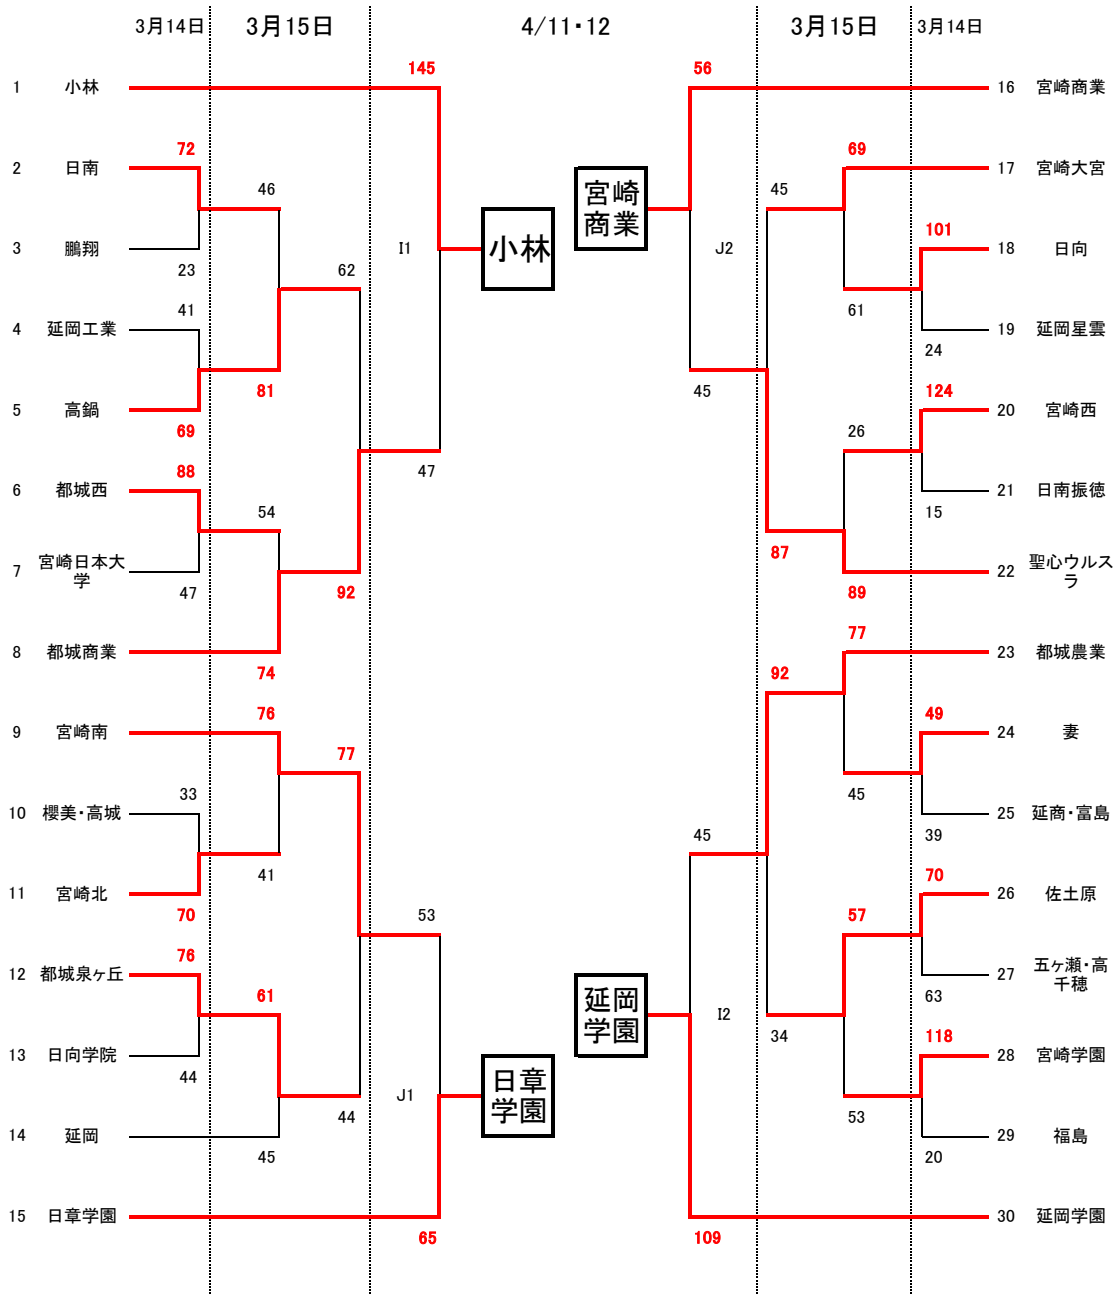 3月14日 3月15日 4/11・12 3月15日 3月14日
145 56
1 小林 16 宮崎商業
72 69
2 日南 17 宮崎大宮
46 45
宮崎
商業
3 鵬翔 I1 小林 J2 101 18 日向
23 62
41 61
4 延岡工業 19 延岡星雲
24
81 45 124
5 高鍋 20 宮崎西
69 26
88 47
6 都城西 21 日南振徳
54 15
87
7 宮崎日本大
学
22 聖心ウルス
ラ
47 92 89
77
8 都城商業 23 都城農業
74 92
76 49
9 宮崎南 24 妻
77
33 45
10 櫻美・高城 25 延商・富島
45 39
41 70
11 宮崎北 26 佐土原
70 53 57
76
12 都城泉ヶ丘 27 五ヶ瀬・高
千穂
61 63
延岡
学園
I2
34 118
13 日向学院 28 宮崎学園
44
J1 日章
学園
44 53
14 延岡 29 福島
45 20
15 日章学園 30 延岡学園
65 109